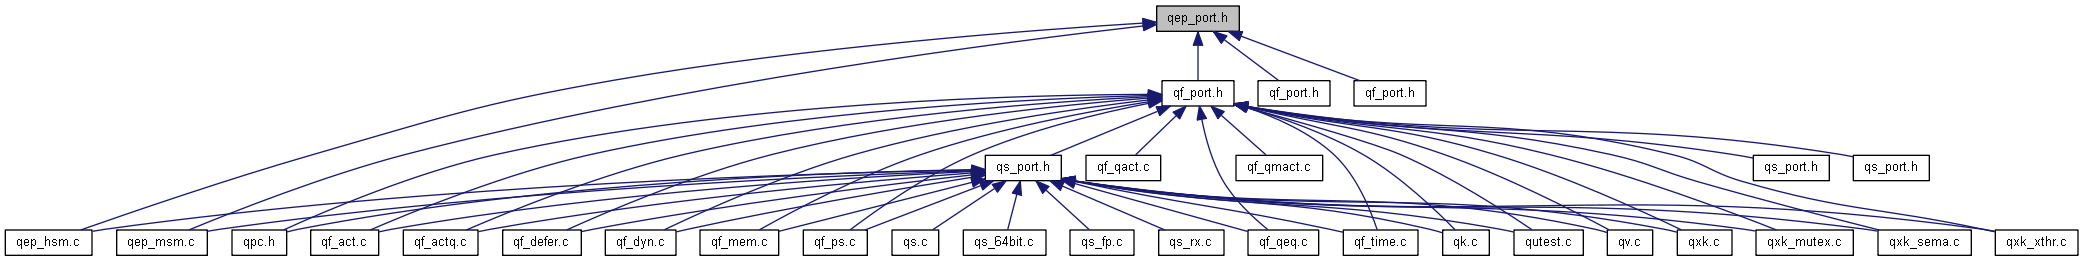 qep_port.h
qf_port.h
qf_port.h
qf_port.h
qs_port.h
qf_qact.c
qf_qmact.c
qs_port.h
qs_port.h
qep_hsm.c
qep_msm.c
qpc.h
qf_act.c
qf_actq.c
qf_defer.c
qf_dyn.c
qf_mem.c
qf_ps.c
qs.c
qs_64bit.c
qs_fp.c
qs_rx.c
qf_qeq.c
qf_time.c
qk.c
qutest.c
qv.c
qxk.c
qxk_mutex.c
qxk_sema.c
qxk_xthr.c